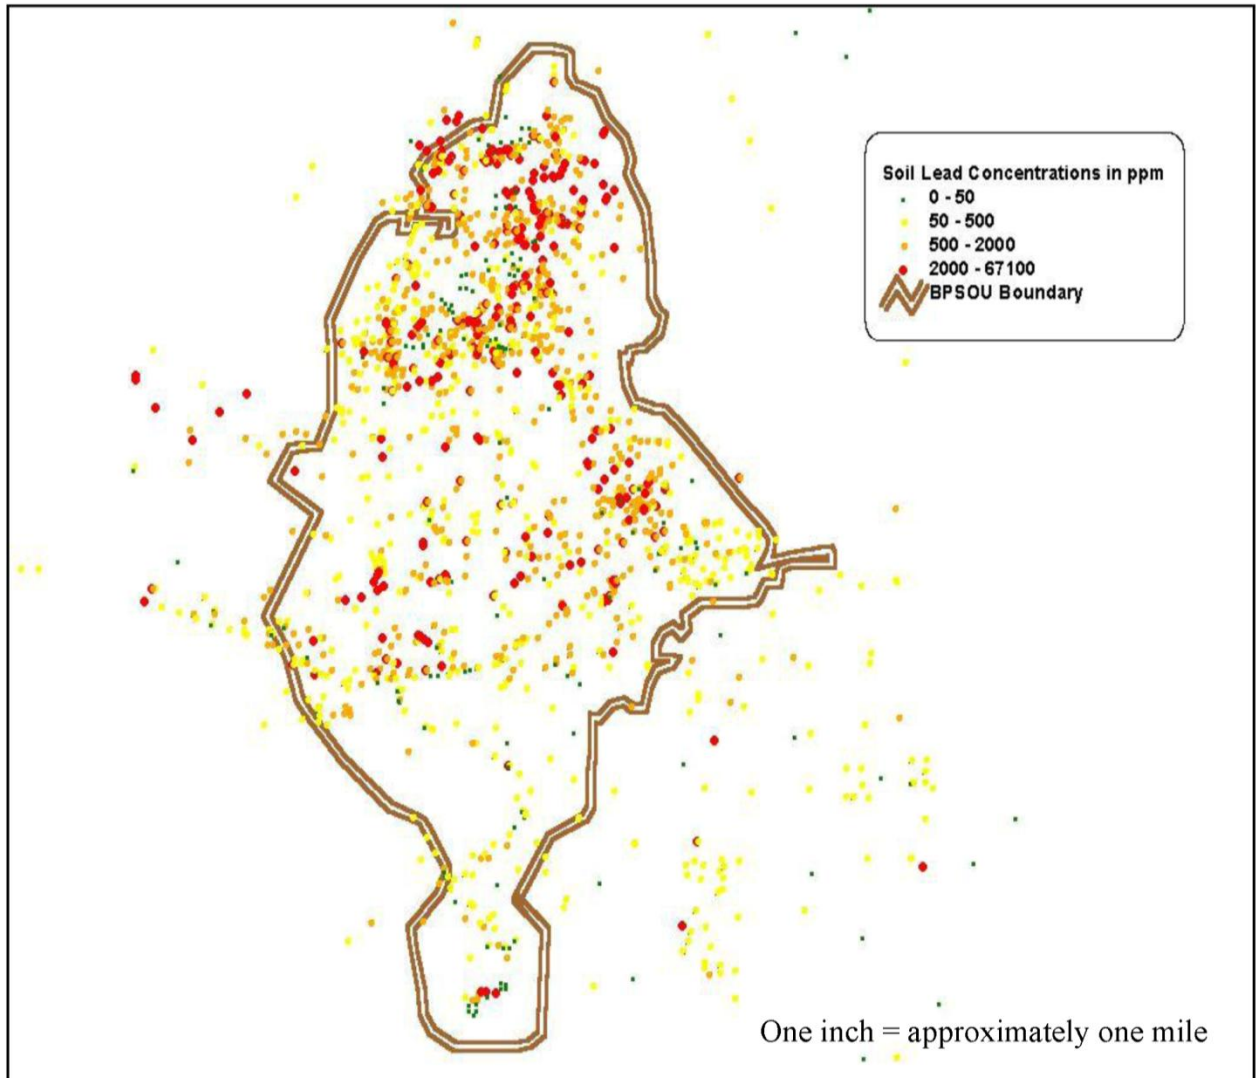 Soil Lead Concentrations in ppm
0 - 50
50 - 500
500 - 2000
2000 - 67100
BPSOU Boundary
One inch = approximately one mile